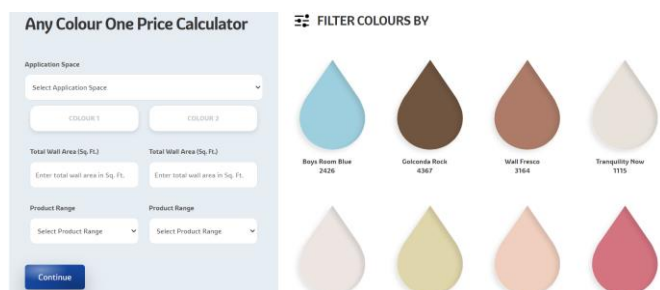 Any Colour One Price Calculator
Application Space
Select Application Space
COLOUR 1
COLOUR 2
Total Wall Area (Sq. Ft.)
Total Wall Area (Sq. Ft.)
Enter total wall area in Sq. Ft.
Enter total wall area in Sq. Ft.
Product Range
Product Range
Select Product Range
Select Product Range
Continue
FILTER COLOURS BY
Boys Room Blue
2426
Golconda Rock
4367
Wall Fresco
3164
Tranquility Now
1115